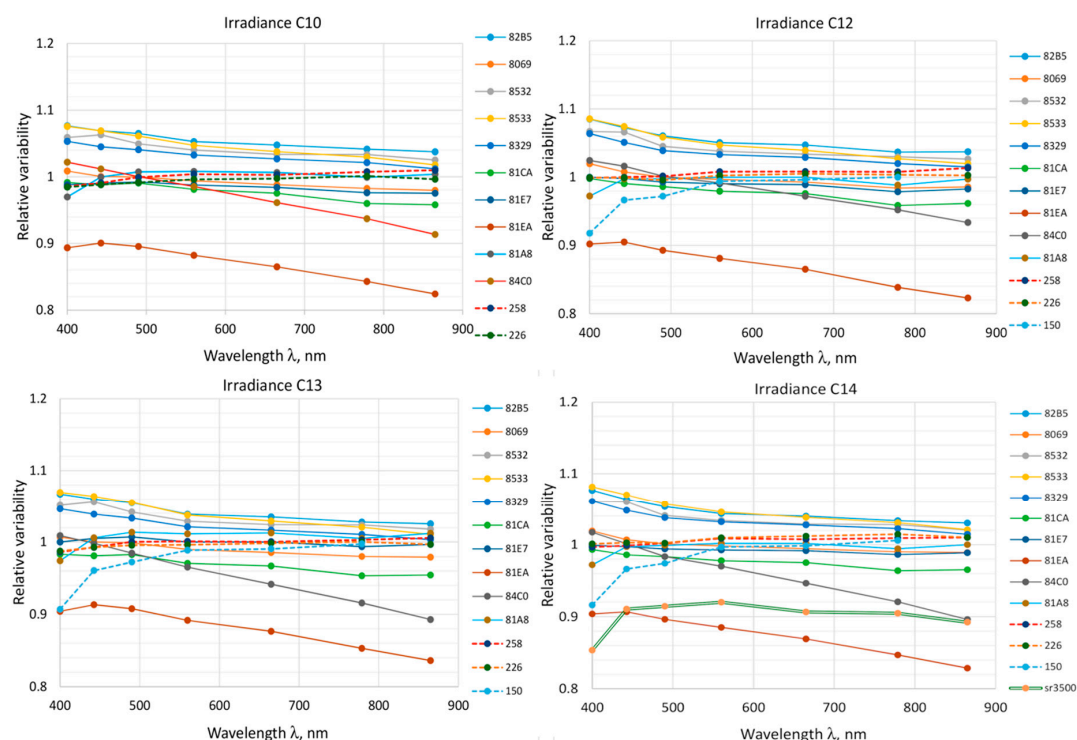 Irradiance C10
Relative variability
1.2
1.1
1
0.9
0.8
400 500 600 700 800 900
Wavelength λ, nm
82B5
8069
8532
8533
8329
81CA
81E7
81EA
81A8
84C0
258
226
Irradiance C12
Relative variability
1.2
1.1
1
0.9
0.8
400 500 600 700 800 900
Wavelength λ, nm
82B5
8069
8532
8533
8329
81CA
81E7
81EA
84C0
81A8
258
226
150
Irradiance C13
Relative variability
1.2
1.1
1
0.9
0.8
400 500 600 700 800 900
Wavelength λ, nm
82B5
8069
8532
8533
8329
81CA
81E7
81EA
84C0
81A8
258
226
150
Irradiance C14
Relative variability
1.2
1.1
1
0.9
0.8
400 500 600 700 800 900
Wavelength λ, nm
82B5
8069
8532
8533
8329
81CA
81E7
81EA
84C0
81A8
258
226
150
sr3500